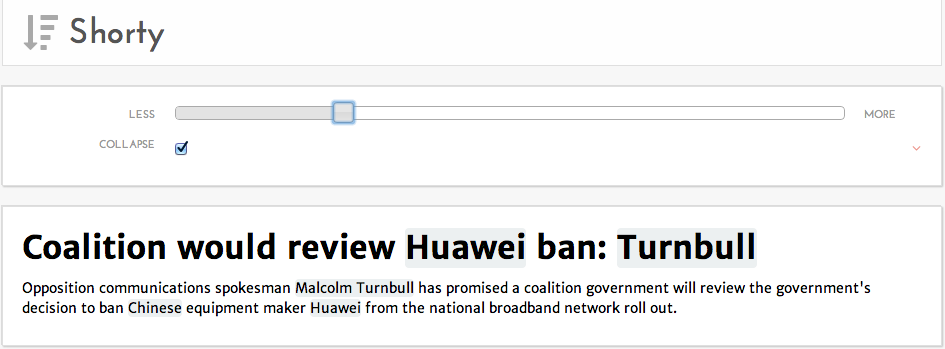 Shorty
LESS
MORE
COLLAPSE
Coalition would review Huawei ban: Turnbull
Opposition communications spokesman Malcolm Turnbull has promised a coalition government will review the government's
decision to ban Chinese equipment maker Huawei from the national broadband network roll out.